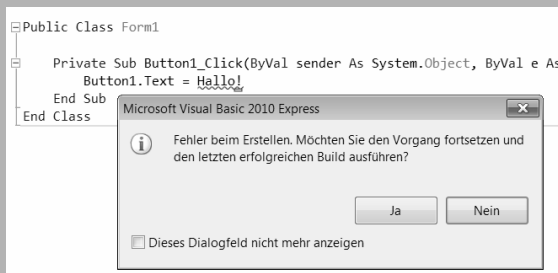 Public Class Form1
Private Sub Button1_Click(ByVal sender As System.Object, ByVal e As
Button1.Text = Hallo!
End Sub
End Class
Microsoft Visual Basic 2010 Express
Fehler beim Erstellen. Möchten Sie den Vorgang fortsetzen und
den letzten erfolgreichen Build ausführen?
Ja Nein
Dieses Dialogfeld nicht mehr anzeigen